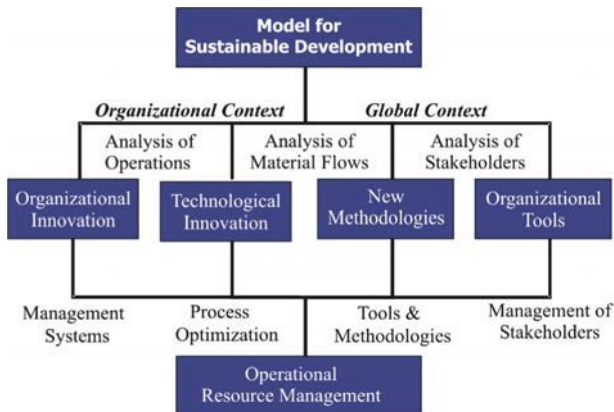 Model for
Sustainable Development
Organizational Context
Global Context
Analysis of
Operations
Analysis of
Material Flows
Analysis of
Stakeholders
Organizational
Innovation
Technological
Innovation
New
Methodologies
Organizational
Tools
Management
Systems
Process
Optimization
Tools &
Methodologies
Management of
Stakeholders
Operational
Resource Management